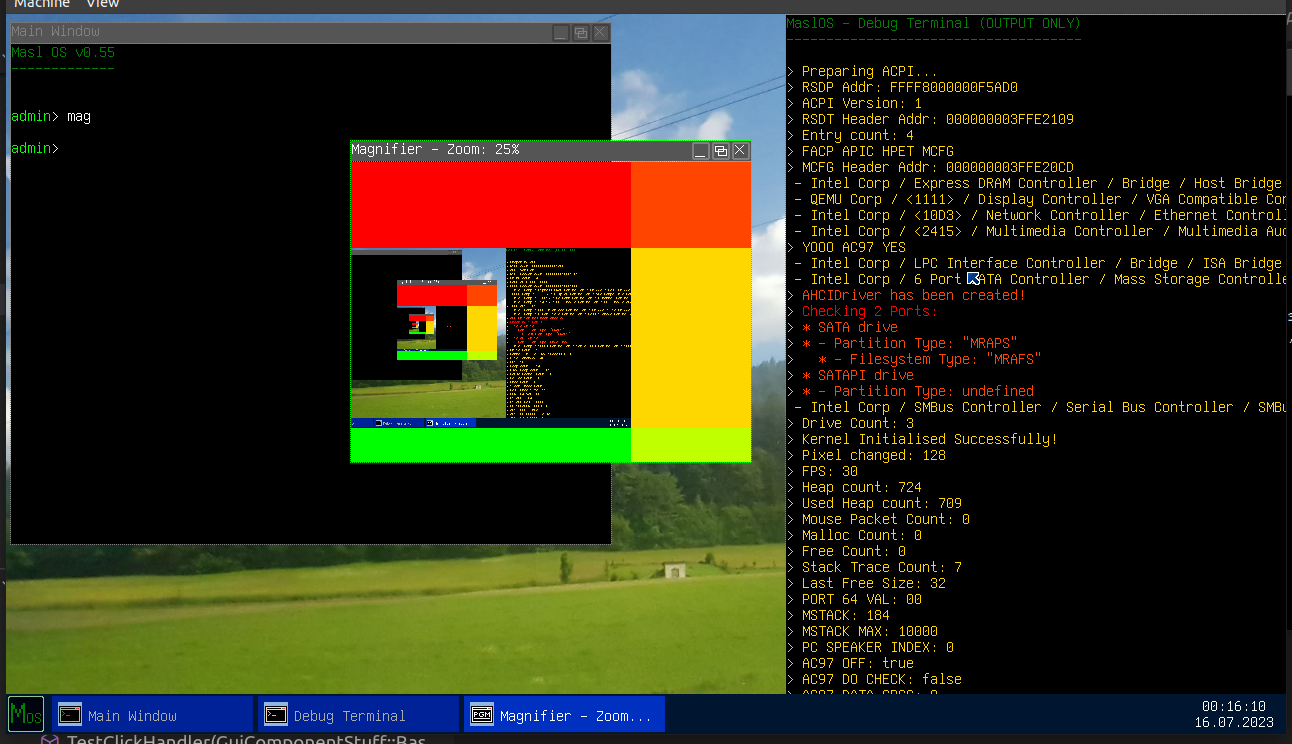 Machine View
Main Window
Masl OS v0.55
-------------
admin> mag
admin>
Magnifier - Zoom: 25%
MaslOS - Debug Terminal (OUTPUT ONLY)
-------------------------------------
> Preparing ACPI...
> RSDP Addr: FFFF8000000F5AD0
> ACPI Version: 1
> RSDT Header Addr: 000000003FFE2109
> Entry count: 4
> FACP APIC HPET MCFG
> MCFG Header Addr: 000000003FFE20CD
- Intel Corp / Express DRAM Controller / Bridge / Host Bridge
- QEMU Corp / <1111> / Display Controller / VGA Compatible Con
- Intel Corp / <10D3> / Network Controller / Ethernet Control
- Intel Corp / <2415> / Multimedia Controller / Multimedia Aud
> YOOO AC97 YES
- Intel Corp / LPC Interface Controller / Bridge / ISA Bridge
- Intel Corp / 6 Port ATA Controller / Mass Storage Controlle
> AHCIDriver has been created!
> Checking 2 Ports:
> * SATA drive
> * - Partition Type: "MRAPS"
> * - Filesystem Type: "MRAFS"
> * SATAPI drive
> * - Partition Type: undefined
- Intel Corp / SMBus Controller / Serial Bus Controller / SMBu
> Drive Count: 3
> Kernel Initialised Successfully!
> Pixel changed: 128
> FPS: 30
> Heap count: 724
> Used Heap count: 709
> Mouse Packet Count: 0
> Malloc Count: 0
> Free Count: 0
> Stack Trace Count: 7
> Last Free Size: 32
> PORT 64 VAL: 00
> MSTACK: 184
> MSTACK MAX: 10000
> PC SPEAKER INDEX: 0
> AC97 OFF: true
> AC97 DO CHECK: false
Mos
Main Window
Debug Terminal
PGM
Magnifier - Zoom...
00:16:10
16.07.2023
TestClickHandler(GuiComponentStuff::Bas